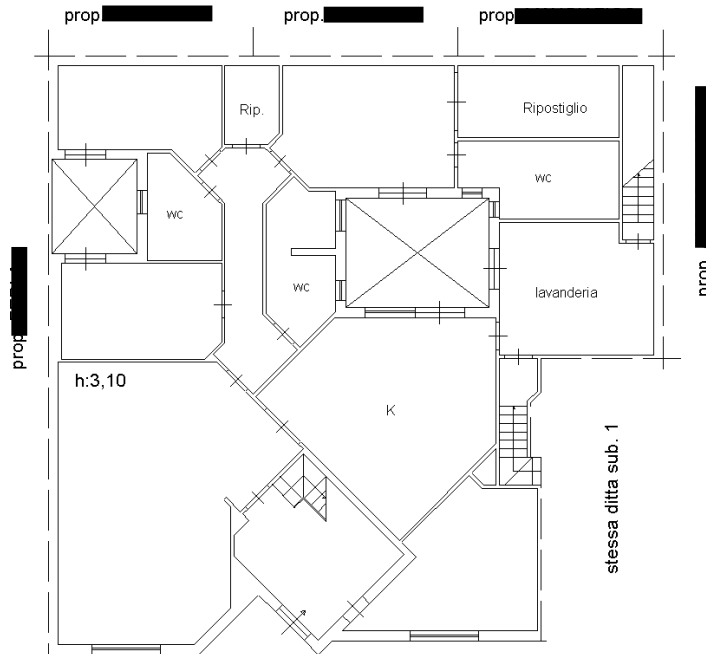 prop.
prop.
prop
Rip.
Ripostiglio
wc
wc
wc
lavanderia
prop
prop
h:3,10
K
stessa ditta sub. 1